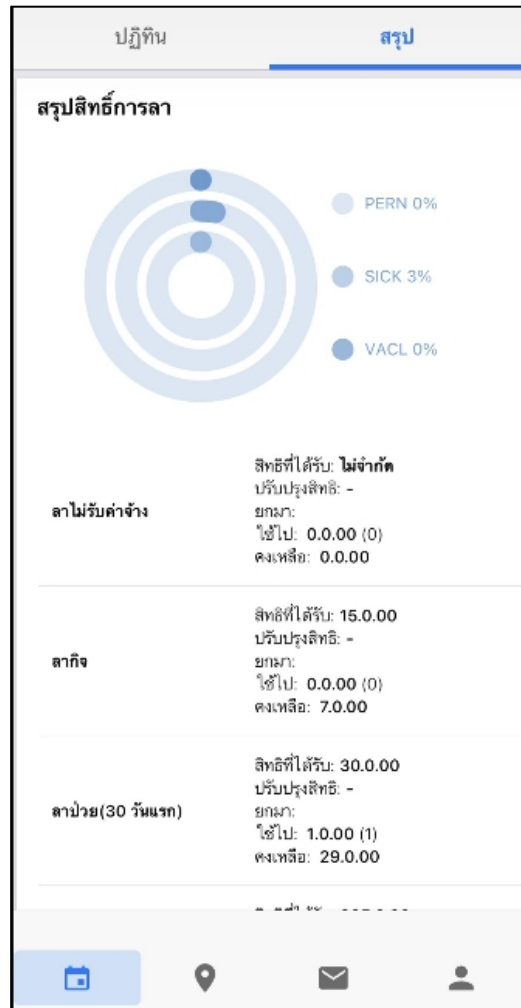 ปฏิทิน
สรุป
สรุปสิทธิ์การลา
PERN 0%
SICK 3%
VACL 0%
ลาไม่รับค่าจ้าง
สิทธิที่ได้รับ: ไม่จำกัด
ปรับปรุงสิทธิ: -
ยกมา:
ใช้ไป: 0.0.00 (0)
คงเหลือ: 0.0.00
ลากิจ
สิทธิที่ได้รับ: 15.0.00
ปรับปรุงสิทธิ: -
ยกมา:
ใช้ไป: 0.0.00 (0)
คงเหลือ: 7.0.00
ลาป่วย(30 วันแรก)
สิทธิที่ได้รับ: 30.0.00
ปรับปรุงสิทธิ: -
ยกมา:
ใช้ไป: 1.0.00 (1)
คงเหลือ: 29.0.00